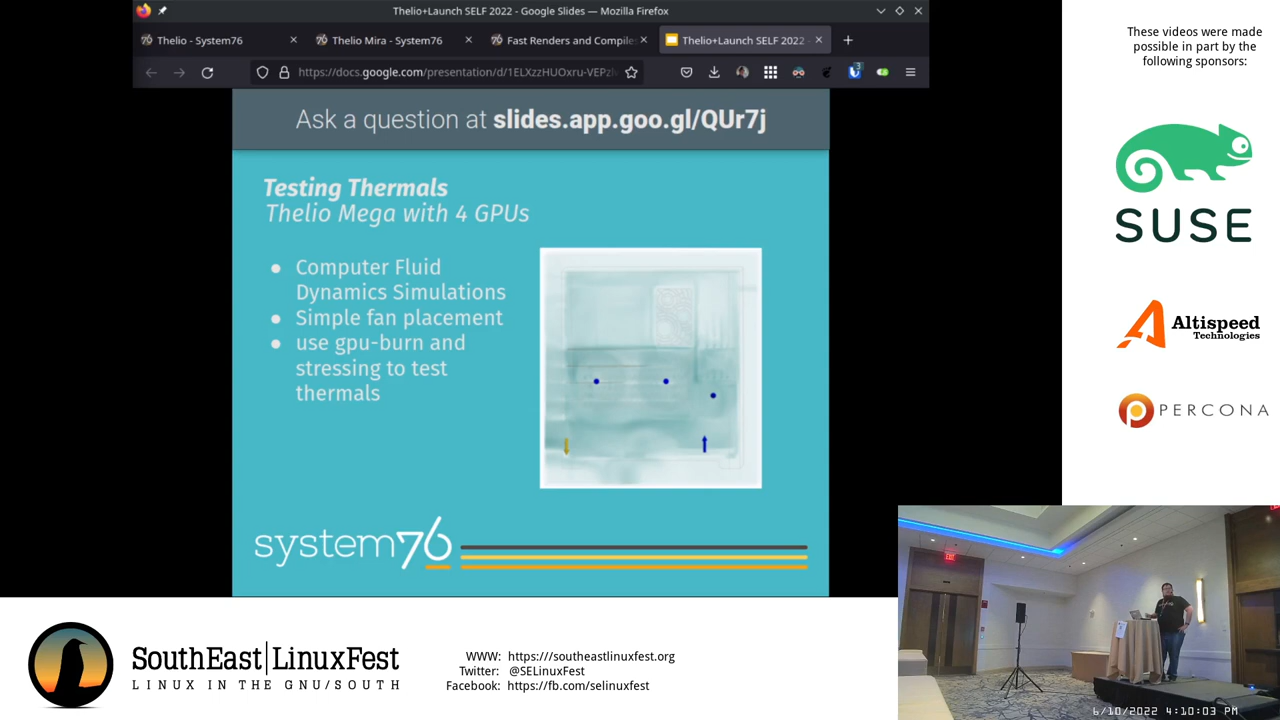 Thelio+Launch SELF 2022 - Google Slides — Mozilla Firefox
Thelio - System76
Thelio Mira - System76
Fast Renders and Compiles
Thelio+Launch SELF 2022 -
https://docs.google.com/presentation/d/1ELXzzHUOxru-VEPzl
Ask a question at slides.app.goo.gl/QUr7j
Testing Thermals
Thelio Mega with 4 GPUs
● Computer Fluid
Dynamics Simulations
● Simple fan placement
● use gpu-burn and
stressing to test
thermals
system76
These videos were made
possible in part by the
following sponsors:
SUSE
Altispeed
Technologies
PERCONA
SouthEast LinuxFest
LINUX IN THE GNU/SOUTH
WWW: https:///southeastlinuxfest.org
Twitter: @SELinuxFest
Facebook: https://fb.com/selinuxfest
EXIT
6/10/2022 4:10:03 PM